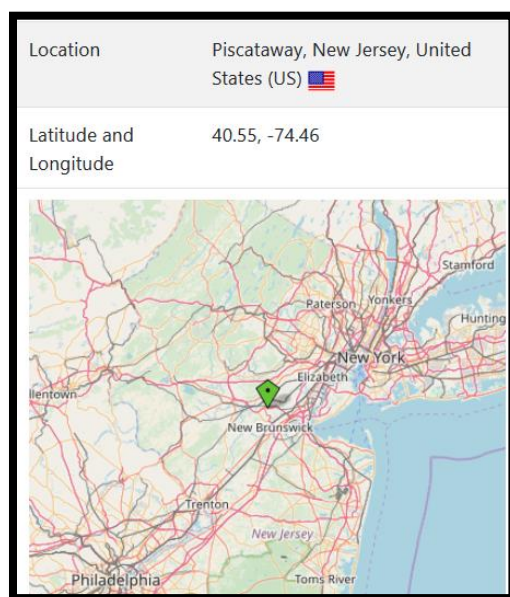 Location
Piscataway, New Jersey, United
States (US)
Latitude and
Longitude
40.55, -74.46
Stamford
Paterson
Yonkers
Hunting
New York
Elizabeth
llentown
New Brunswick
Trenton
New Jersey
Philadelphia
Toms River